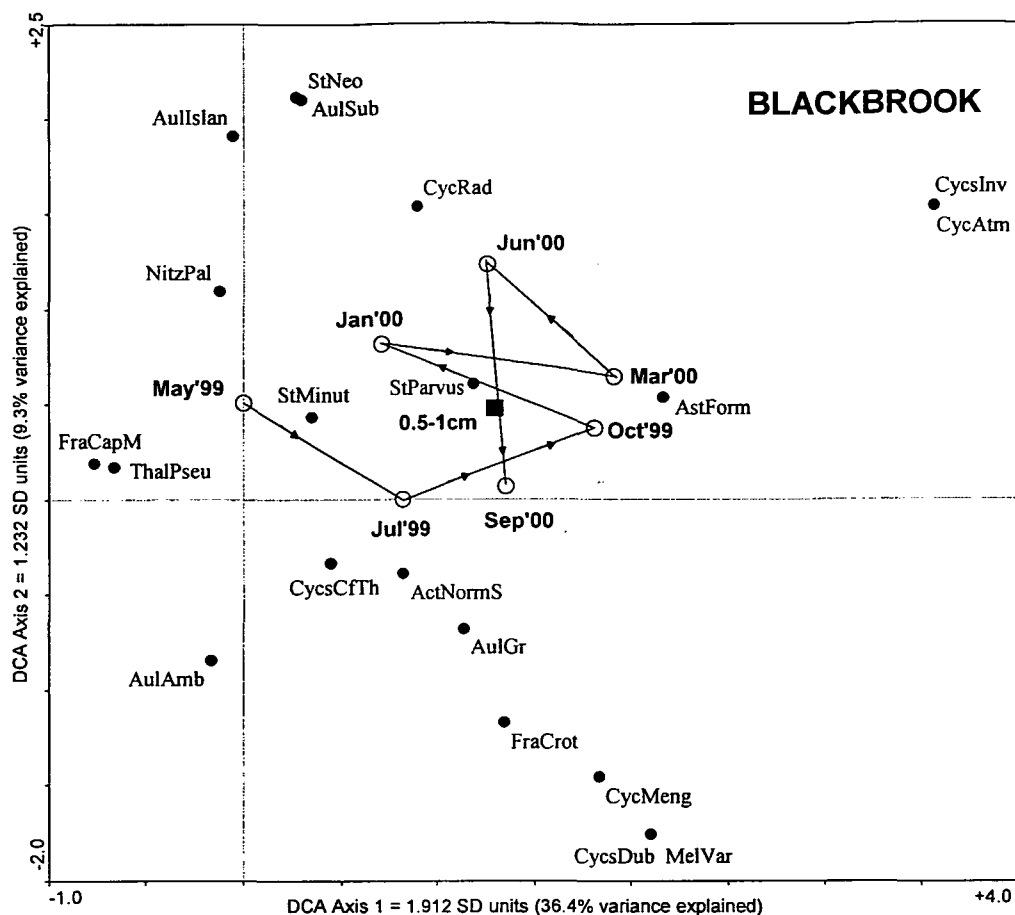 +2.5
StNeo
AulSub
BLACKBROOK
AulIslan
CycRad
CycsInv
CycAtm
Jun'00
NitzPal
Jan'00
Mar'00
May'99
StMinut
StParvus
AstForm
0.5-1cm
Oct'99
FraCapM
ThalPseu
Jul'99
Sep'00
CycsCfTh
ActNormS
AulGr
AulAmb
FraCrot
CycMeng
CycsDub MelVar
DCA Axis 2 = 1.232 SD units (9.3% variance explained)
-2.0
-1.0
DCA Axis 1 = 1.912 SD units (36.4% variance explained)
+4.0